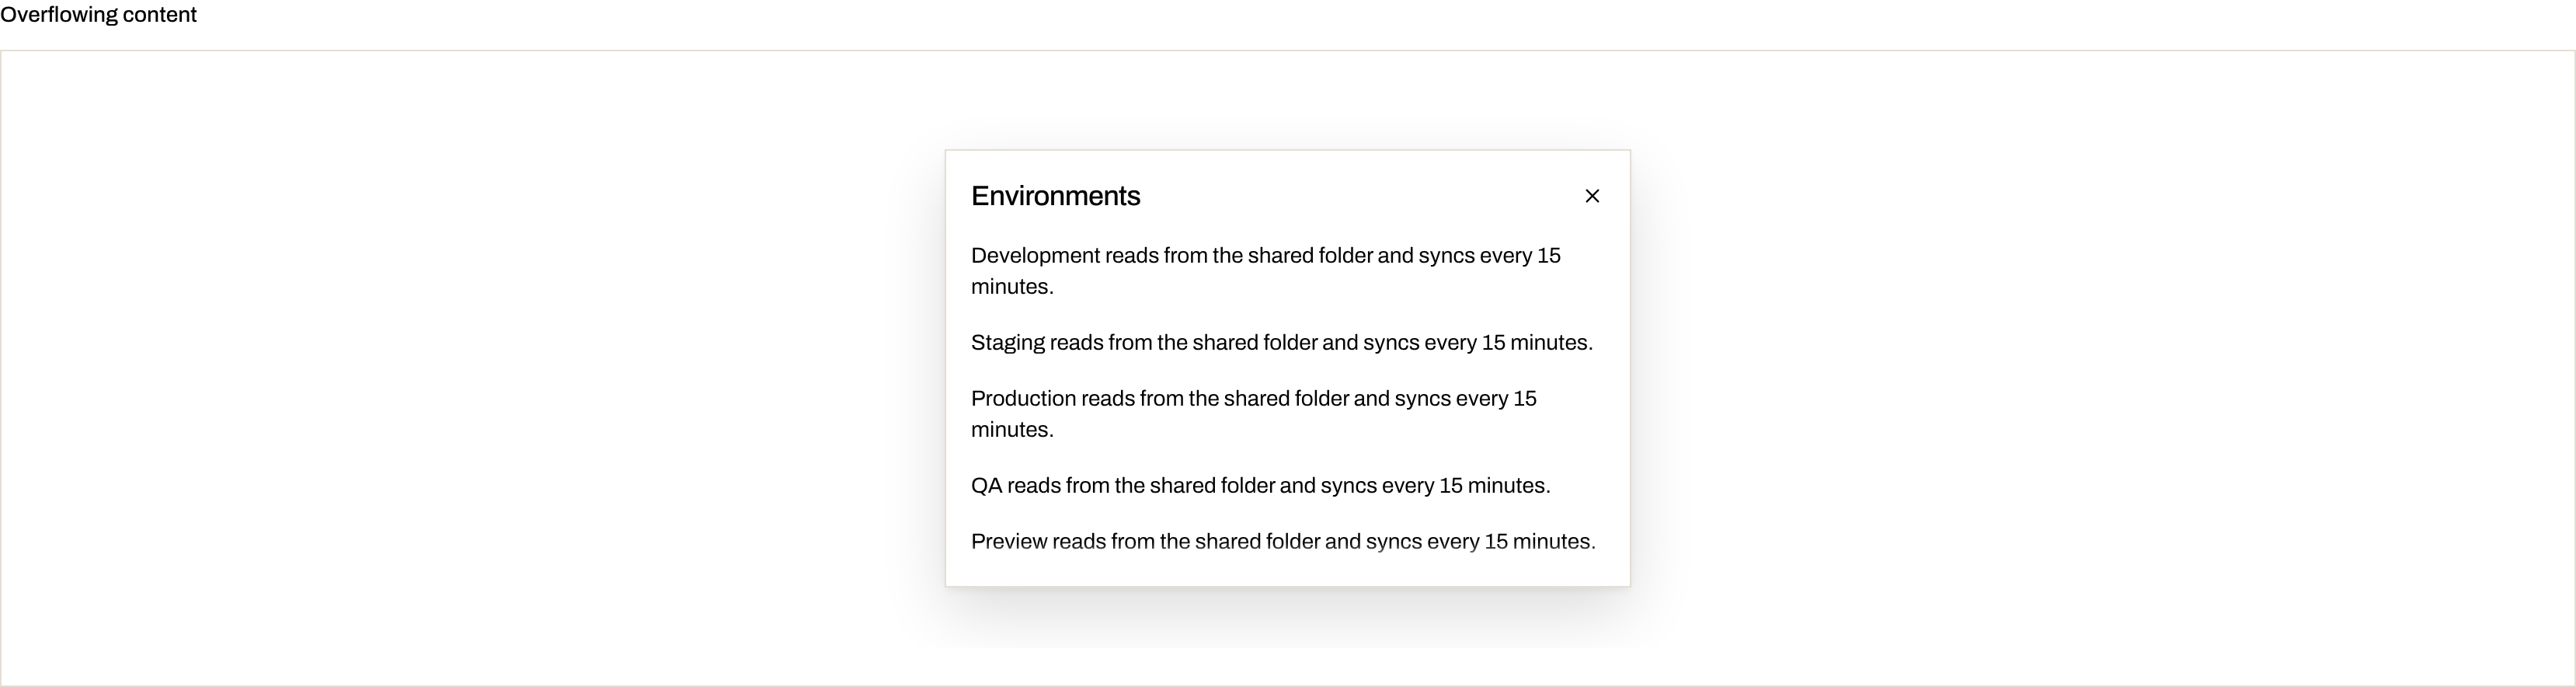 Overflowing content
Environments
Development reads from the shared folder and syncs every 15
minutes.
Staging reads from the shared folder and syncs every 15 minutes.
Production reads from the shared folder and syncs every 15
minutes.
QA reads from the shared folder and syncs every 15 minutes.
Preview reads from the shared folder and syncs every 15 minutes.